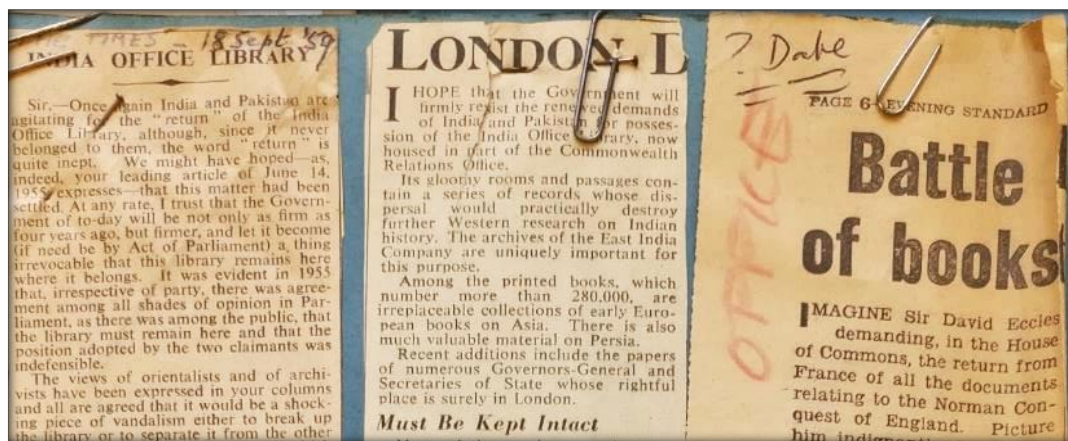 THE TIMES - 18 Sept. '59
INDIA OFFICE LIBRARY
Sir.—Once again India and Pakistan are
agitating for the "return" of the India
Office Library, although, since it never
belonged to them, the word "return" is
quite inept. We might have hoped—as,
indeed, your leading article of June 14,
1955 expresses—that this matter had been
settled. At any rate, I trust that the Govern-
ment of to-day will be not only as firm as
four years ago, but firmer, and let it become
(if need be by Act of Parliament) a thing
irrevocable that this library remains here
where it belongs. It was evident in 1955
that, irrespective of party, there was agree-
ment among all shades of opinion in Par-
liament, as there was among the public, that
the library must remain here and that the
position adopted by the two claimants was
indefensible.
The views of orientalists and of archi-
vists have been expressed in your columns
and all are agreed that it would be a shock-
ing piece of vandalism either to break up
the library or to separate it from the other
LONDON D
I HOPE that the Government will
firmly resist the renewed demands
of India and Pakistan for posses-
sion of the India Office Library, now
housed in part of the Commonwealth
Relations Office.
Its gloomy rooms and passages con-
tain a series of records whose dis-
persal would practically destroy
further Western research on Indian
history. The archives of the East India
Company are uniquely important for
this purpose.
Among the printed books, which
number more than 280,000, are
irreplaceable collections of early Euro-
pean books on Asia. There is also
much valuable material on Persia.
Recent additions include the papers
of numerous Governors-General and
Secretaries of State whose rightful
place is surely in London.
Must Be Kept Intact
? Date
OFFICE
PAGE 6—EVENING STANDARD
Battle
of books
IMAGINE Sir David Eccles
demanding, in the House
of Commons, the return from
France of all the documents
relating to the Norman Con-
quest of England. Picture
him